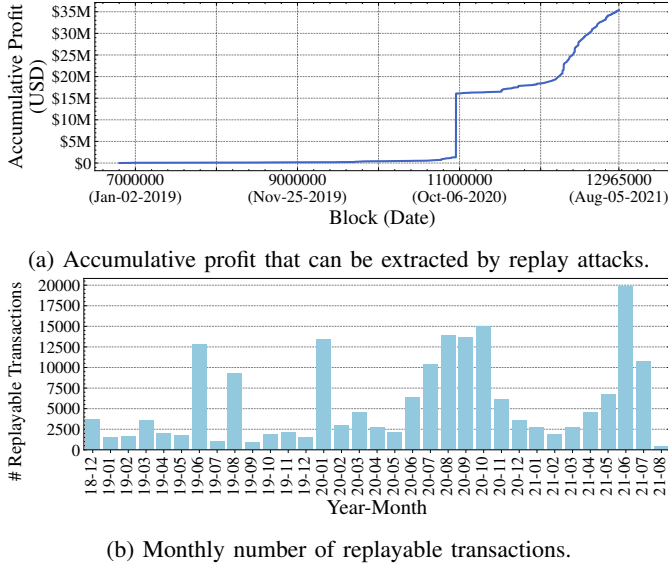 Accumulative Profit
(USD)
$35M
$30M
$25M
$20M
$15M
$10M
$5M
$0
7000000 9000000 11000000 12965000
(Jan-02-2019) (Nov-25-2019) (Oct-06-2020) (Aug-05-2021)
Block (Date)
(a) Accumulative profit that can be extracted by replay attacks.
# Replayable Transactions
20000
17500
15000
12500
10000
7500
5000
2500
0
18-12 19-01 19-02 19-03 19-04 19-05 19-06 19-07 19-08 19-09 19-10 19-11 19-12 20-01 20-02 20-03 20-04 20-05 20-06 20-07 20-08 20-09 20-10 20-11 20-12 21-01 21-02 21-03 21-04 21-05 21-06 21-07 21-08
Year-Month
(b) Monthly number of replayable transactions.